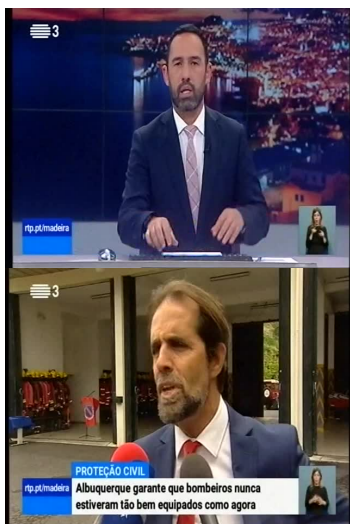 3
rtp.pt/madeira
3
PROTEÇÃO CIVIL
rtp.pt/madeira
Albuquerque garante que bombeiros nunca
estiveram tão bem equipados como agora